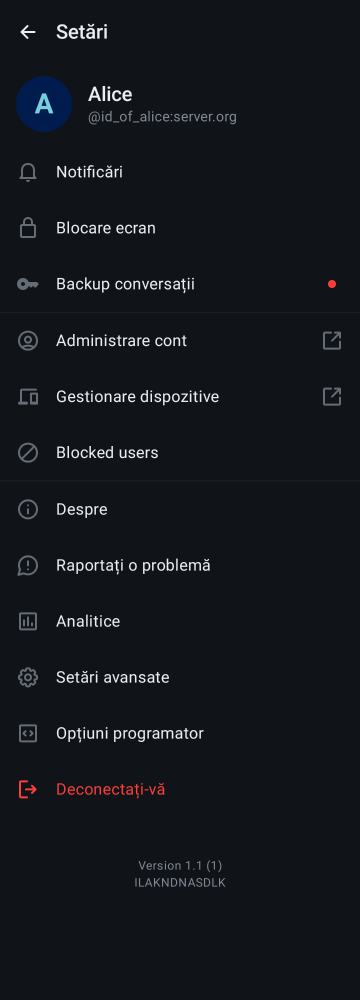 Setări
A
Alice
@id_of_alice:server.org
Notificări
Blocare ecran
Backup conversații
Administrare cont
Gestionare dispozitive
Blocked users
Despre
Raportați o problemă
Analitice
Setări avansate
Opțiuni programator
Deconectați-vă
Version 1.1 (1)
ILAKNDNASDLK